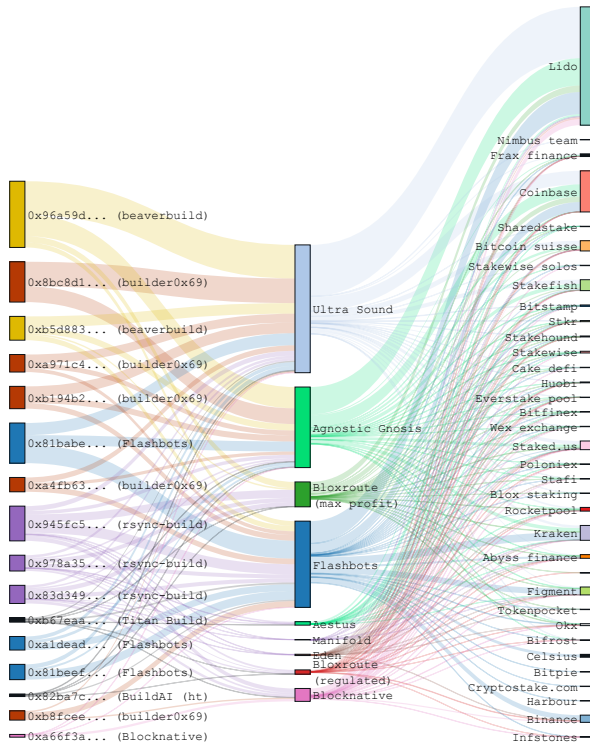 0x96a59d... (beaverbuild)
0x8bc8d1... (builder0x69)
0xb5d883... (beaverbuild)
0xa971c4... (builder0x69)
0xb194b2... (builder0x69)
0x81babe... (Flashbots)
0xa4fb63... (builder0x69)
0x945fc5... (rsync-build)
0x978a35... (rsync-build)
0x83d349... (rsync-build)
0xb67eaa... (Titan Build)
0xa1dead... (Flashbots)
0x81beef... (Flashbots)
0x82ba7c... (BuildAI (ht)
0xb8fcee... (builder0x69)
0xa66f3a... (Blocknative)
Ultra Sound
Agnostic Gnosis
Bloxroute
(max profit)
Flashbots
Aestus
Manifold
Eden
Bloxroute
(regulated)
Blocknative
Lido
Nimbus team
Frax finance
Coinbase
Sharedstake
Bitcoin suisse
Stakewise solos
Stakefish
Bitstamp
Stkr
Stakehound
Stakewise
Cake defi
Huobi
Everstake pool
Bitfinex
Wex exchange
Staked.us
Poloniex
Stafi
Blox staking
Rocketpool
Kraken
Abyss finance
Figment
Tokenpocket
Okx
Bifrost
Celsius
Bitpie
Cryptostake.com
Harbour
Binance
Infstones